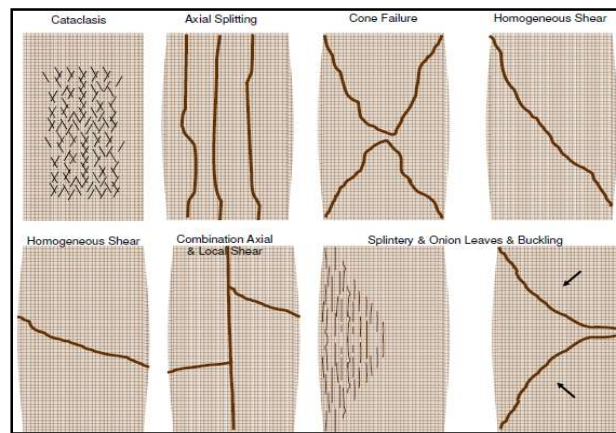 Cataclasis
Axial Splitting
Cone Failure
Homogeneous Shear
Homogeneous Shear
Combination Axial
& Local Shear
Splintery & Onion Leaves & Buckling